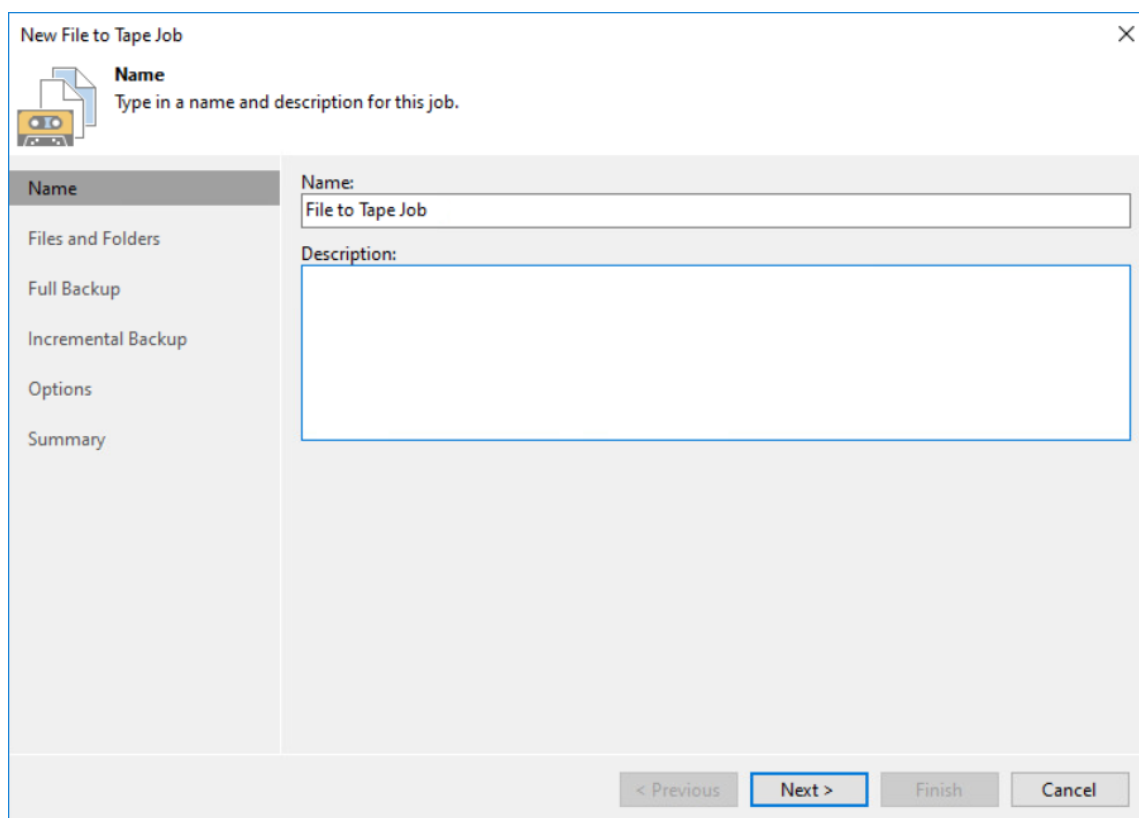 New File to Tape Job
Name
Type in a name and description for this job.
Name
Files and Folders
Full Backup
Incremental Backup
Options
Summary
Name:
File to Tape Job
Description:
< Previous
Next >
Finish
Cancel